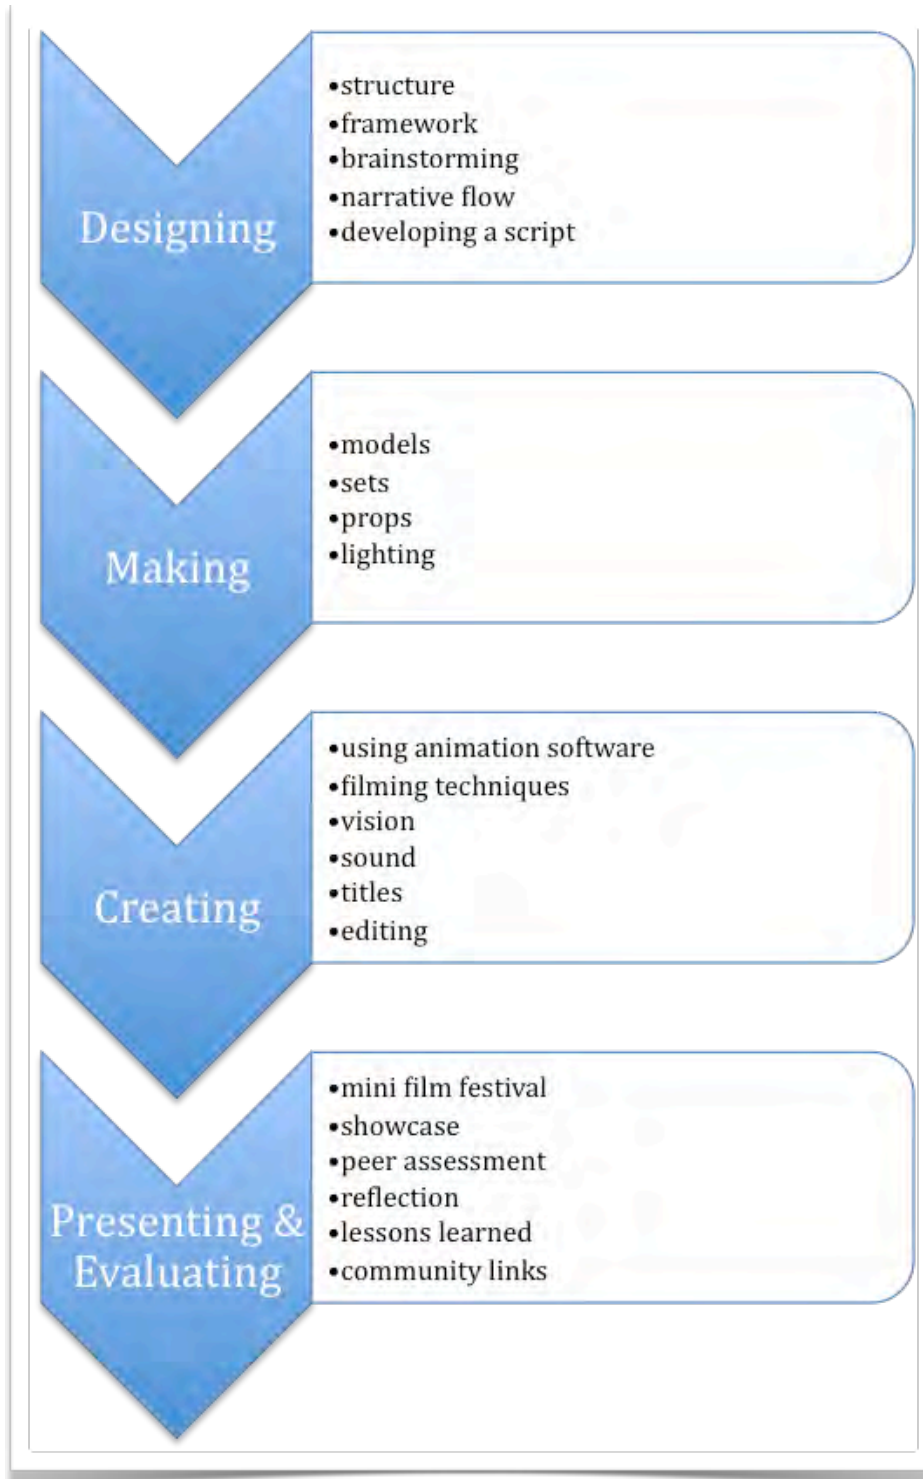 Designing
•structure
•framework
•brainstorming
•narrative flow
•developing a script
Making
•models
•sets
•props
•lighting
Creating
•using animation software
•filming techniques
•vision
•sound
•titles
•editing
Presenting &
Evaluating
•mini film festival
•showcase
•peer assessment
•reflection
•lessons learned
•community links